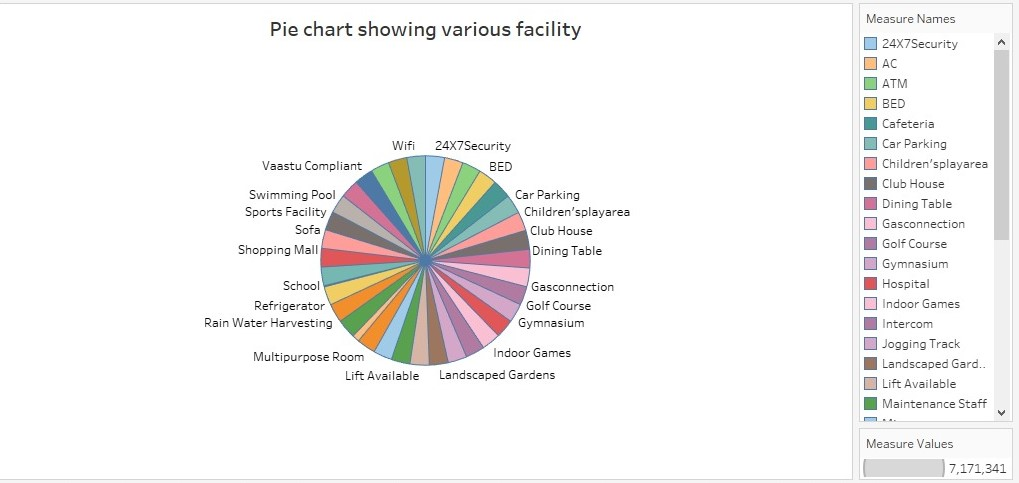 Pie chart showing various facility
Wifi
24X7Security
Vaastu Compliant
BED
Swimming Pool
Car Parking
Sports Facility
Children'splayarea
Sofa
Club House
Shopping Mall
Dining Table
School
Gasconnection
Refrigerator
Golf Course
Rain Water Harvesting
Gymnasium
Multipurpose Room
Indoor Games
Lift Available
Landscaped Gardens
Measure Names
24X7Security
AC
ATM
BED
Cafeteria
Car Parking
Children'splayarea
Club House
Dining Table
Gasconnection
Golf Course
Gymnasium
Hospital
Indoor Games
Intercom
Jogging Track
Landscaped Gard..
Lift Available
Maintenance Staff
Measure Values
7,171,341